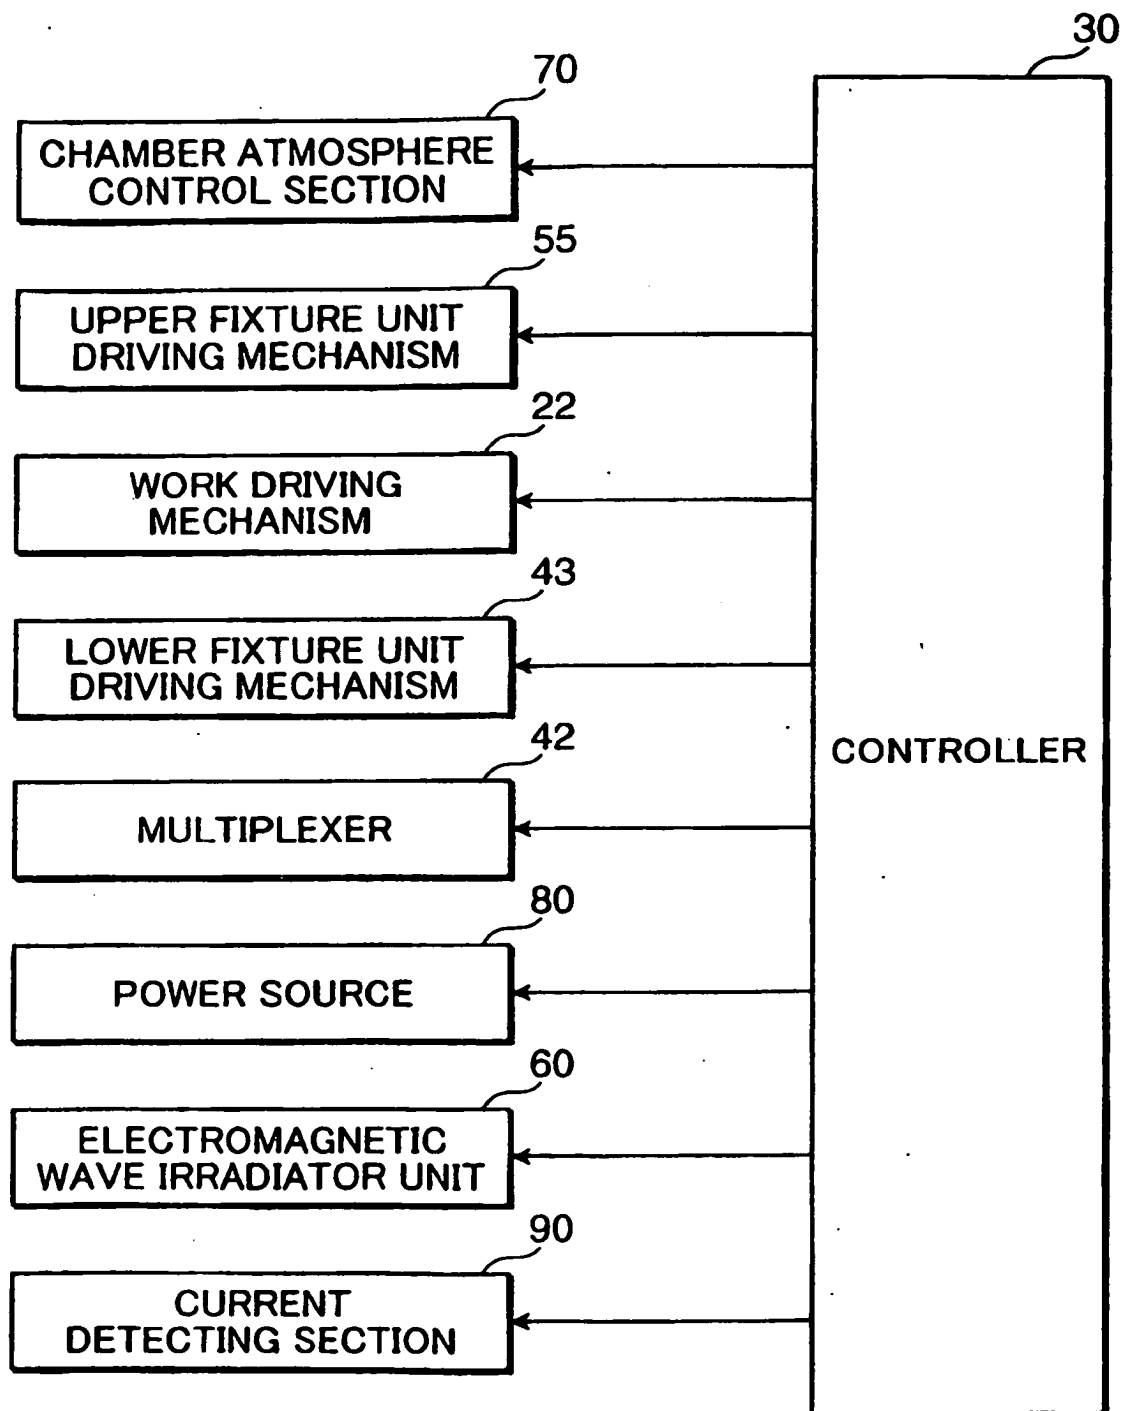 30
70
CHAMBER ATMOSPHERE
CONTROL SECTION
55
UPPER FIXTURE UNIT
DRIVING MECHANISM
22
WORK DRIVING
MECHANISM
43
LOWER FIXTURE UNIT
DRIVING MECHANISM
42
MULTIPLEXER
80
POWER SOURCE
60
ELECTROMAGNETIC
WAVE IRRADIATOR UNIT
90
CURRENT
DETECTING SECTION
CONTROLLER